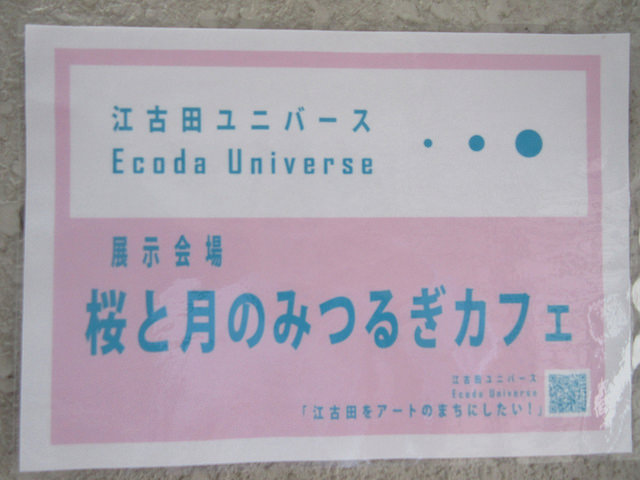 江古田ユニバース
Ecoda Universe
展示会場
桜と月のみつるぎカフェ
江古田ユニバース
Ecoda Universe
「江古田をアートのまちにしたい！」